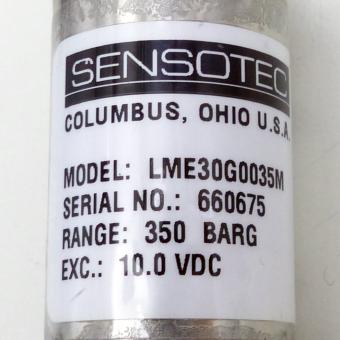 SENSOTEC
COLUMBUS, OHIO U.S.A.
MODEL: LME30G0035M
SERIAL NO.: 660675
RANGE: 350 BARG
EXC.: 10.0 VDC